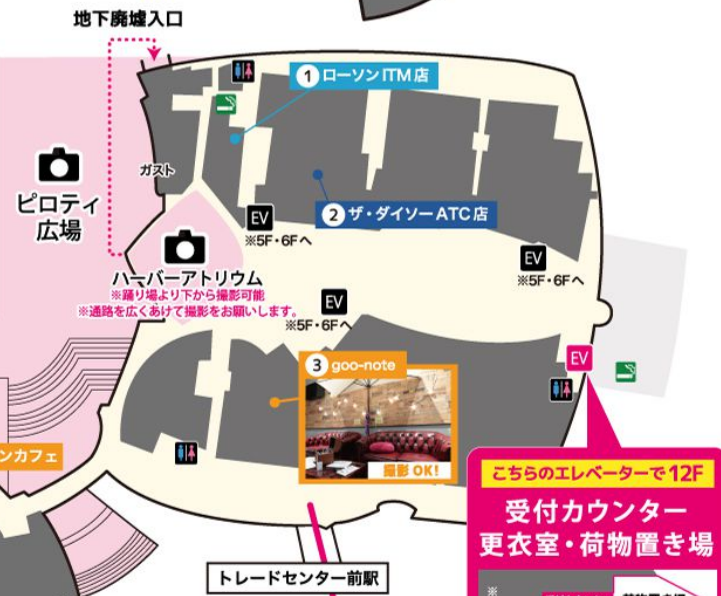 地下廃墟入口
1 ローソン ITM店
ガスト
ピロティ
広場
2 ザ・ダイソー ATC店
EV
※5F・6Fへ
EV
※5F・6Fへ
ハーバーアトリウム
※踊り場より下から撮影可能
※通路を広くあけて撮影をお願いします。
EV
※5F・6Fへ
3 goo-note
撮影 OK!
EV
ンカフェ
こちらのエレベーターで12F
受付カウンター
更衣室・荷物置き場
トレードセンター前駅
※